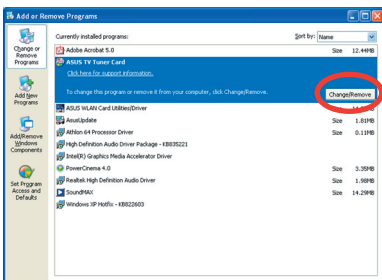 Add or Remove Programs
Change or Remove Programs
Currently installed programs:
Sort by: Name
Adobe Acrobat 5.0 Size 12.44MB
ASUS TV Tuner Card
Click here for support information.
To change this program or remove it from your computer, click Change/Remove.
Change/Remove
Add New Programs
ASUS WLAN Card Utilities/Driver Size
AsusUpdate Size 1.81MB
Add/Remove Windows Components
Athlon 64 Processor Driver Size 0.11MB
High Definition Audio Driver Package - KB835221
Intel(R) Graphics Media Accelerator Driver
PowerCinema 4.0 Size 3.35MB
Set Program Access and Defaults
Realtek High Definition Audio Driver Size 1.98MB
SoundMAX Size 14.29MB
Windows XP Hotfix - KB822603